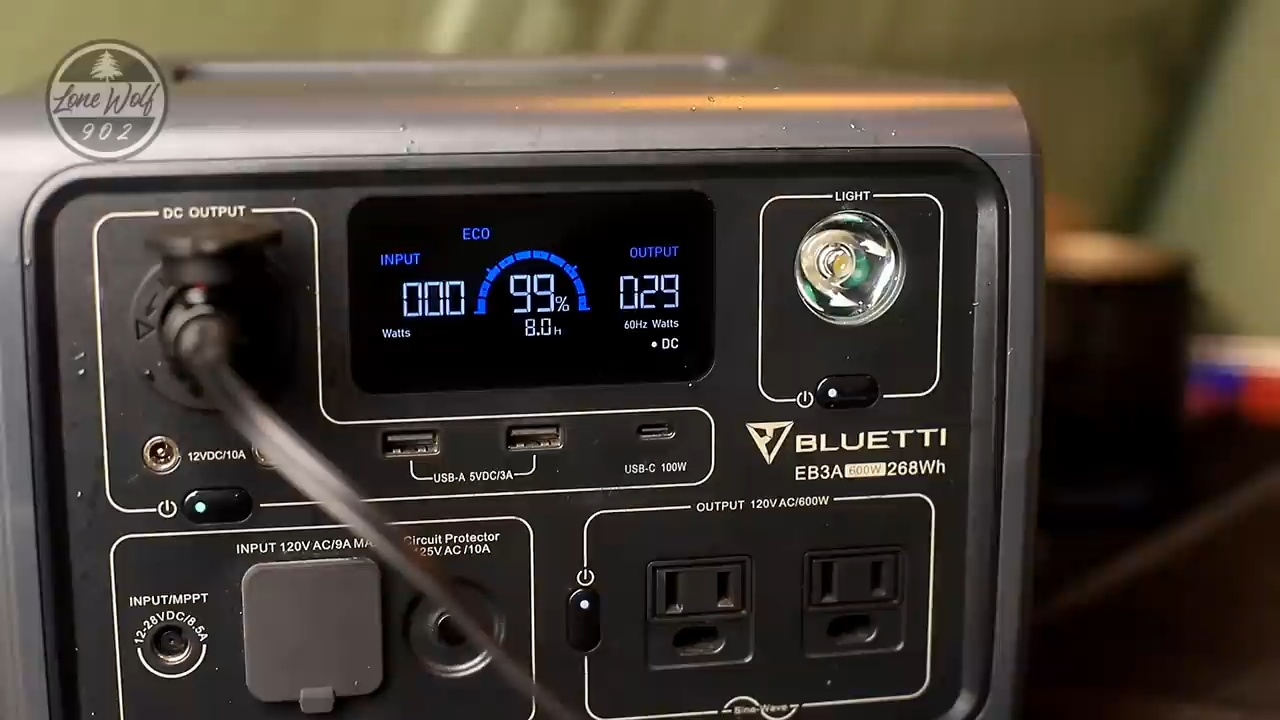 Lone Wolf
902
DC OUTPUT
ECO
INPUT
000
Watts
99%
8.0h
OUTPUT
029
60Hz Watts
DC
LIGHT
12VDC/10A
USB-A 5VDC/3A
USB-C 100W
BLUETTI
EB3A 600W 268Wh
INPUT 120V AC/9A
Circuit Protector
125V AC /10A
INPUT/MPPT
12-28VDC/8.5A
OUTPUT 120V AC/600W
Sine-Wave